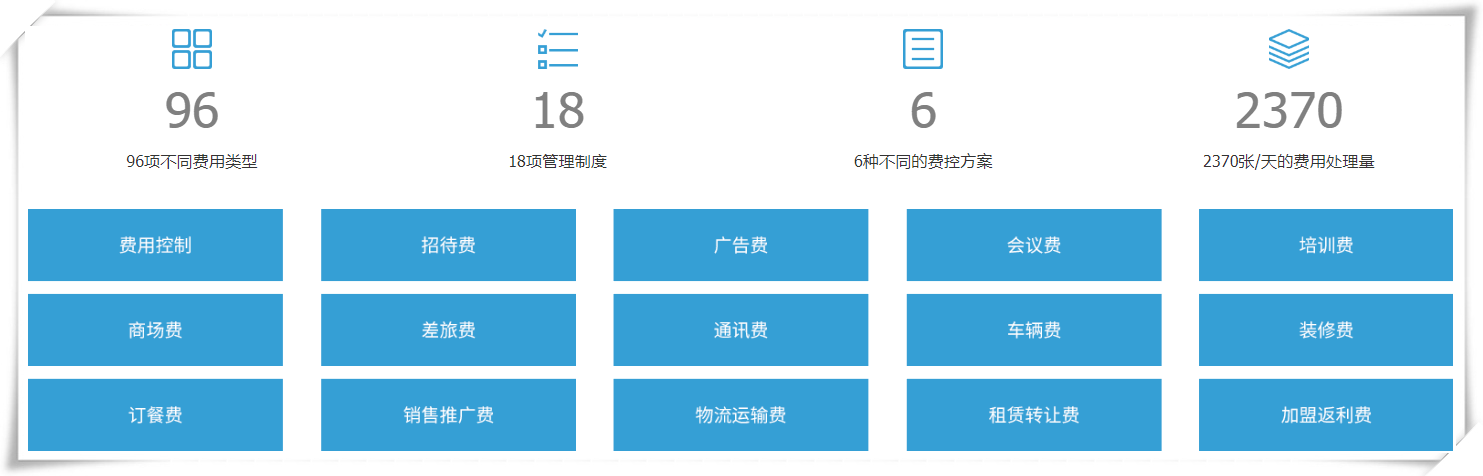 96
18
6
2370
96项不同费用类型
18项管理制度
6种不同的费控方案
2370张/天的费用处理量
费用控制
招待费
广告费
会议费
培训费
商场费
差旅费
通讯费
车辆费
装修费
订餐费
销售推广费
物流运输费
租赁转让费
加盟返利费